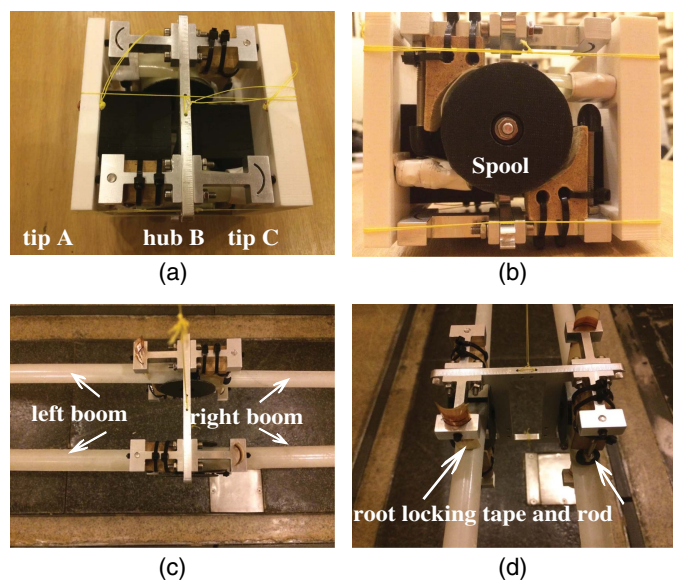 tip A hub B tip C
(a)
Spool
(b)
left boom right boom
(c)
root locking tape and rod
(d)